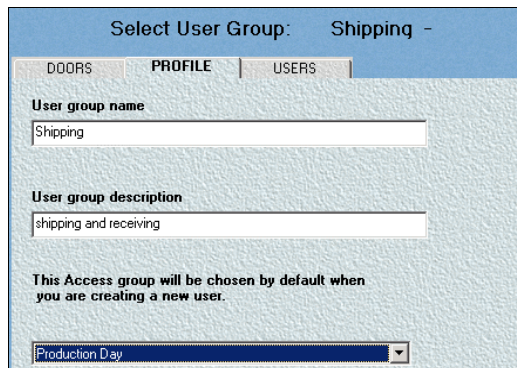 Select User Group: Shipping -
DOORS PROFILE USERS
User group name
Shipping
User group description
shipping and receiving
This Access group will be chosen by default when
you are creating a new user.
Production Day